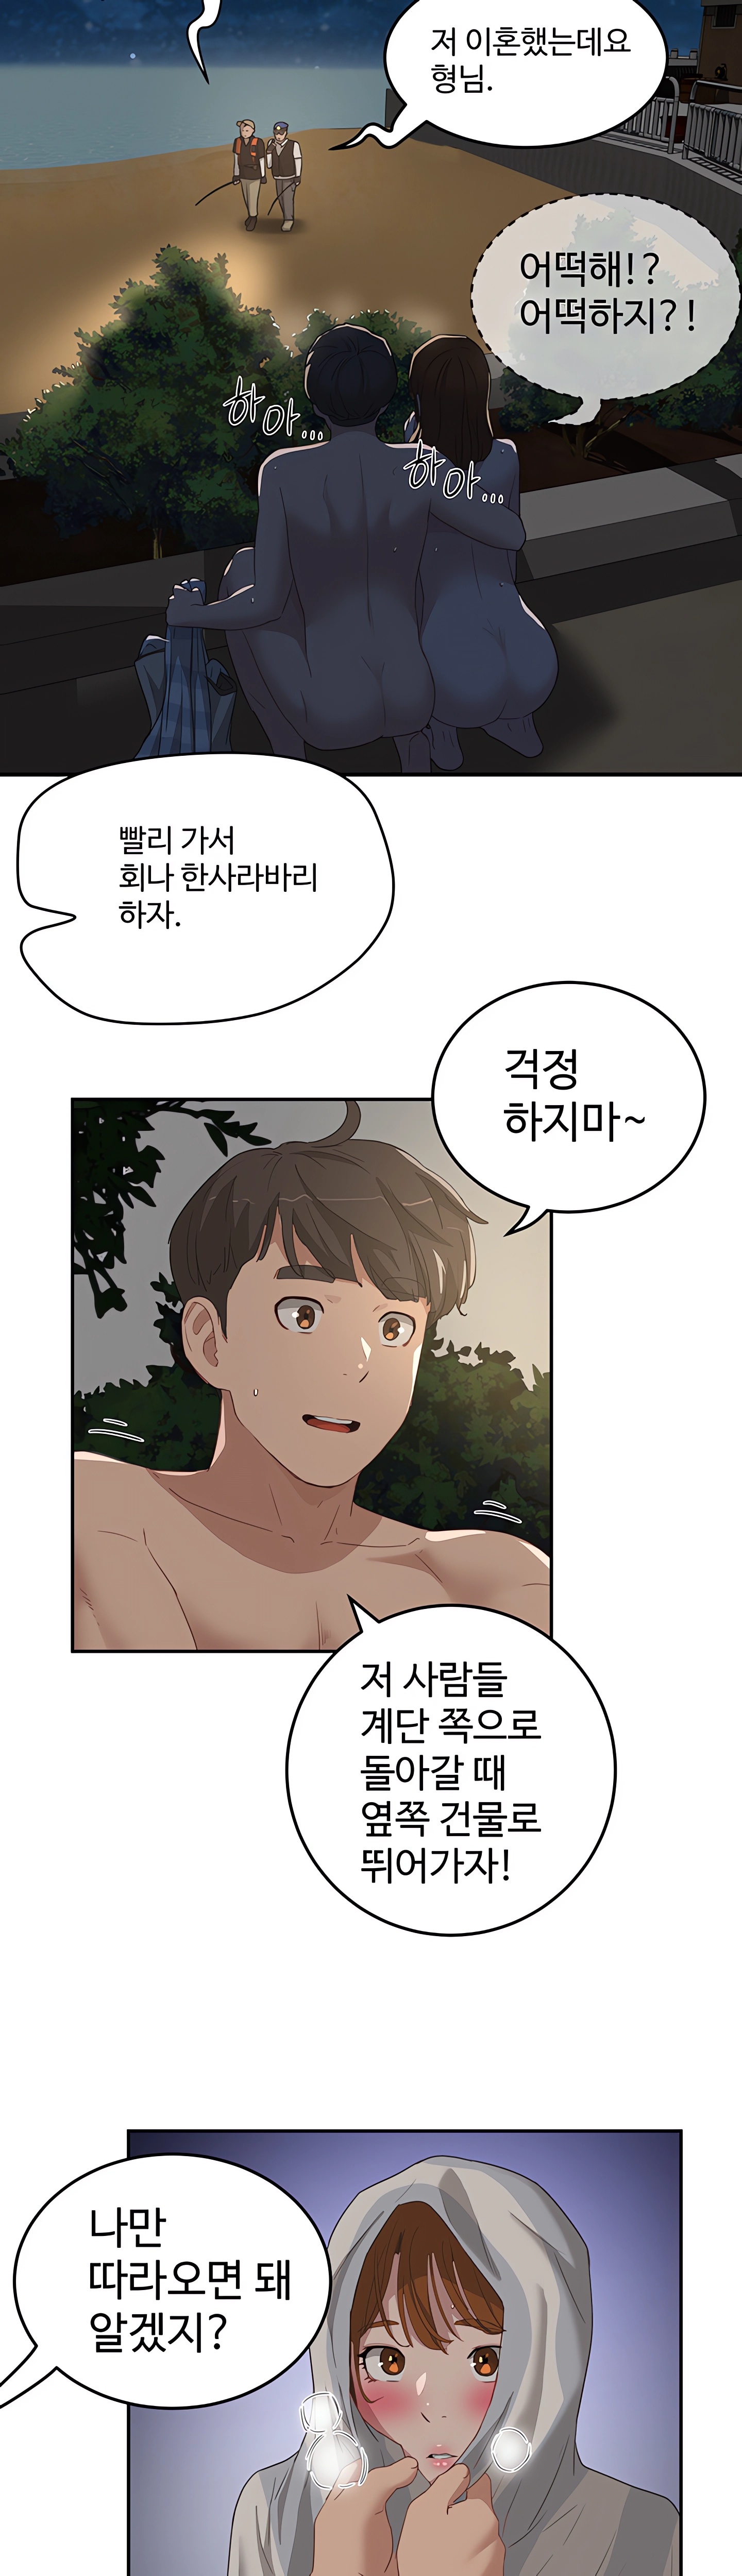 저 이혼했는데요
형님.
어떡해!?
어떡하지?!
하아...
하아...
빨리 가서
회나 한사라바리
하자.
걱정
하지마~
저 사람들
계단 쪽으로
돌아갈 때
옆쪽 건물로
뛰어가자!
나만
따라오면 돼
알겠지?